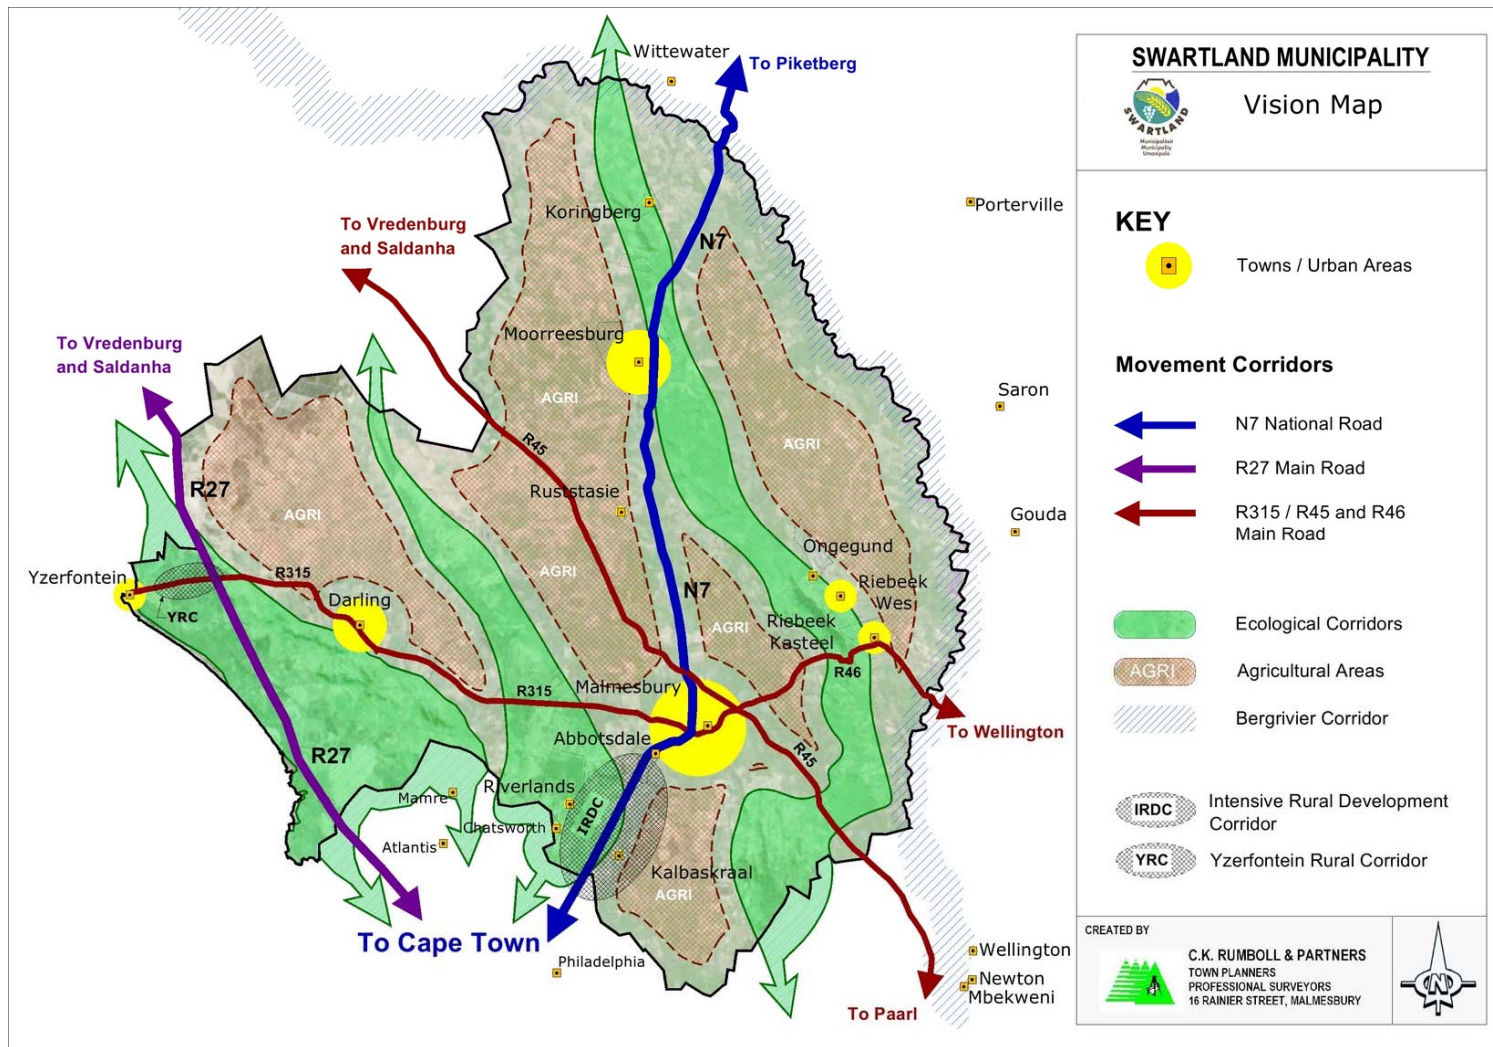 SWARTLAND MUNICIPALITY
SWARTLAND
Munisipaliteit
Municipality
Umasipala
Vision Map
KEY
Towns / Urban Areas
Movement Corridors
N7 National Road
R27 Main Road
R315 / R45 and R46
Main Road
Ecological Corridors
AGRI
Agricultural Areas
Bergrivier Corridor
IRDC
Intensive Rural Development
Corridor
YRC
Yzerfontein Rural Corridor
CREATED BY
C.K. RUMBOLL & PARTNERS
TOWN PLANNERS
PROFESSIONAL SURVEYORS
16 RAINIER STREET, MALMESBURY
N
Wittewater
To Piketberg
Koringberg
N7
Porterville
To Vredenburg
and Saldanha
Moorreesburg
To Vredenburg
and Saldanha
AGRI
Saron
R45
AGRI
R27
Ruststasie
AGRI
Gouda
Ongegund
Yzerfontein
R315
AGRI
N7
Riebeek
Wes
YRC
Darling
AGRI
Riebeek
Kasteel
R46
Malmesbury
R315
To Wellington
Abbotsdale
R45
R27
Riverlands
Mamre
IRDC
Chatsworth
Atlantis
Kalbaskraal
AGRI
To Cape Town
Philadelphia
Wellington
Newton
Mbekweni
To Paarl